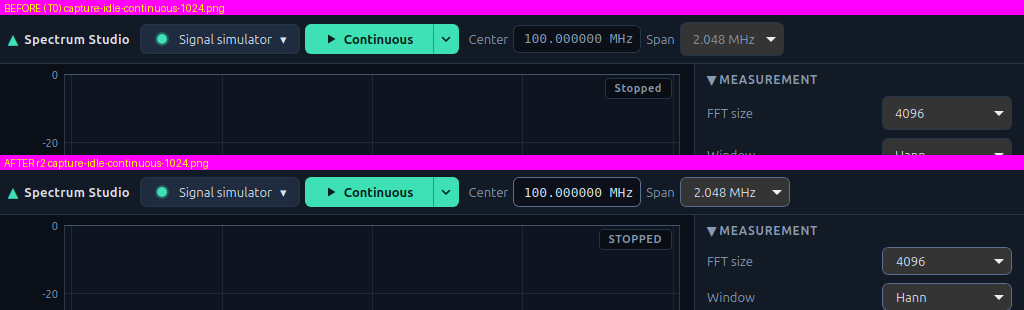 BEFORE (T0) capture-idle-continuous-1024.png
▲ Spectrum Studio Signal simulator ▾ ▶ Continuous Center 100.000000 MHz Span 2.048 MHz
0 Stopped ▼ MEASUREMENT
FFT size 4096
-20
Window Hann
AFTER r2 capture-idle-continuous-1024.png
▲ Spectrum Studio Signal simulator ▾ ▶ Continuous Center 100.000000 MHz Span 2.048 MHz
0 STOPPED ▼ MEASUREMENT
FFT size 4096
-20 Window Hann